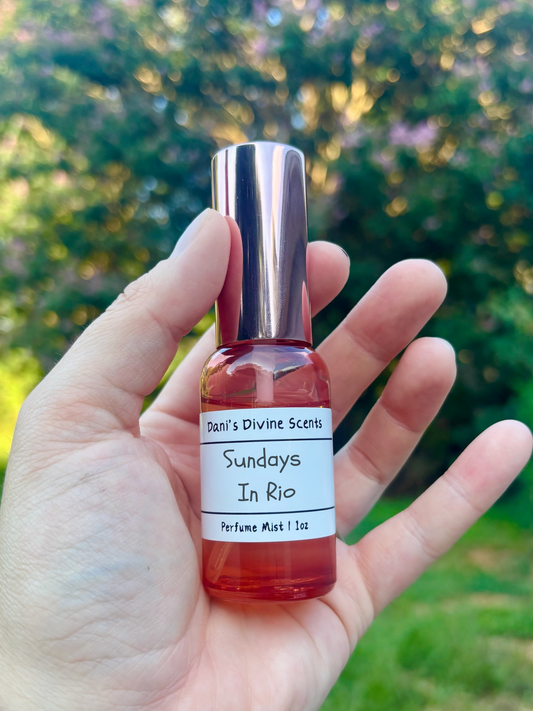 Dani's Divine Scents
Sundays
In Rio
Perfume Mist | 1oz